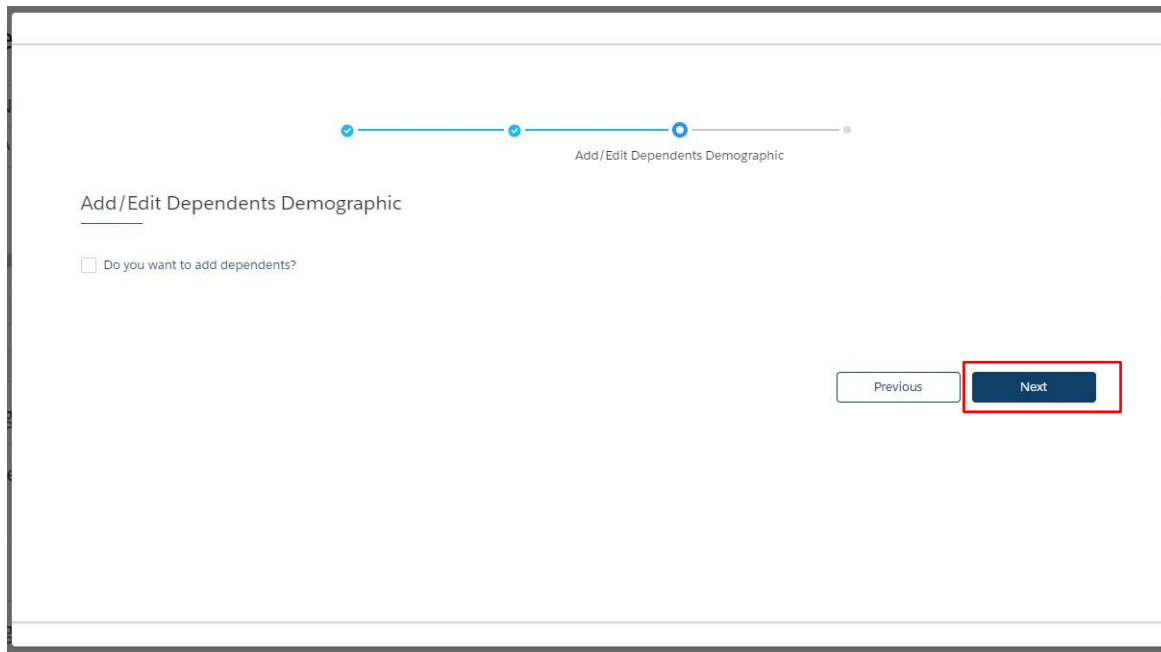 Add/Edit Dependents Demographic
Add/Edit Dependents Demographic
Do you want to add dependents?
Previous
Next